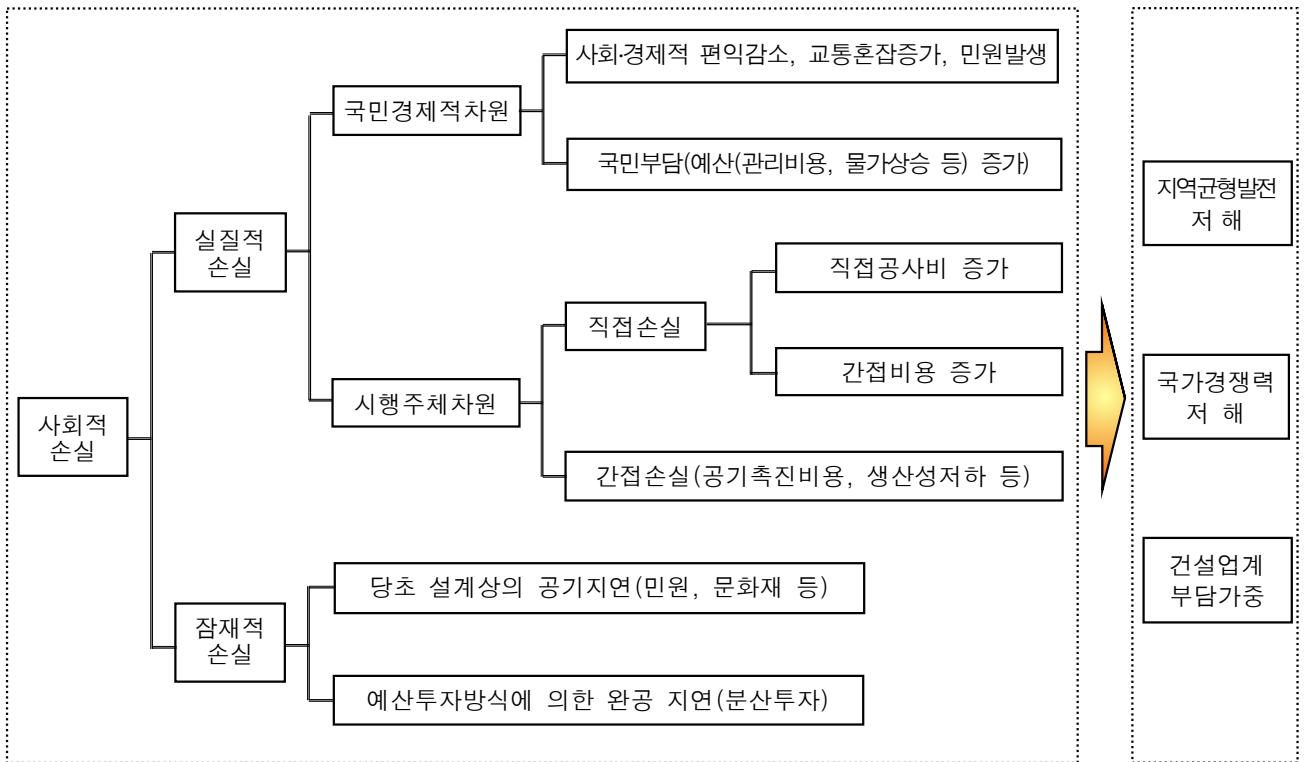 사회·경제적 편익감소, 교통혼잡증가, 민원발생
국민경제적차원
국민부담(예산(관리비용, 물가상승 등) 증가)
실질적
손실
직접공사비 증가
직접손실
간접비용 증가
시행주체차원
사회적
손실
간접손실(공기촉진비용, 생산성저하 등)
당초 설계상의 공기지연(민원, 문화재 등)
잠재적
손실
예산투자방식에 의한 완공 지연(분산투자)
지역균형발전
저 해
국가경쟁력
저 해
건설업계
부담가중